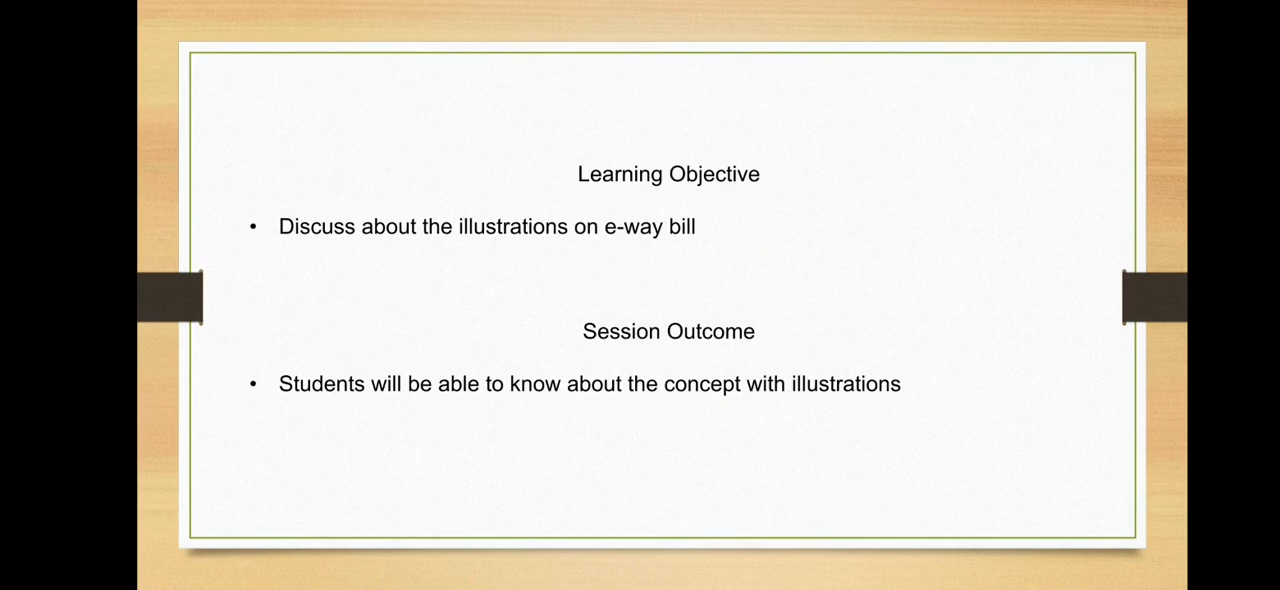 Learning Objective
• Discuss about the illustrations on e-way bill
Session Outcome
• Students will be able to know about the concept with illustrations